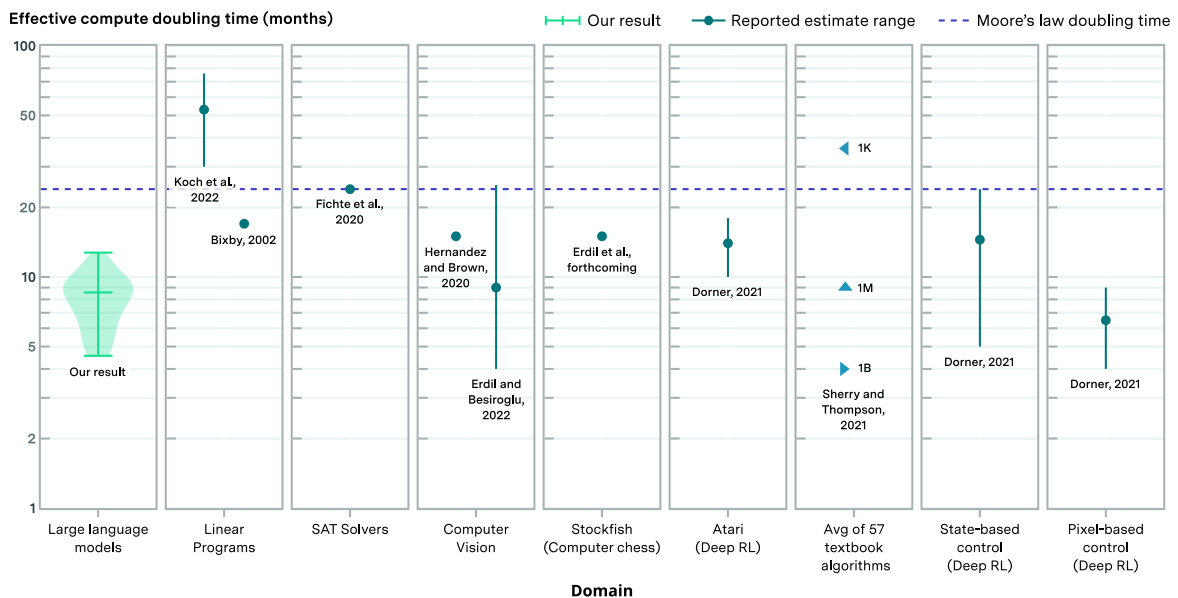 Effective compute doubling time (months)
Our result
Reported estimate range
Moore's law doubling time
100
50
20
10
5
2
1
Our result
Koch et al.,
2022
Bixby, 2002
Fichte et al.,
2020
Hernandez
and Brown,
2020
Erdil and
Besiroglu,
2022
Erdil et al.,
forthcoming
Dorner, 2021
1K
1M
1B
Sherry and
Thompson,
2021
Dorner, 2021
Dorner, 2021
Large language
models
Linear
Programs
SAT Solvers
Computer
Vision
Stockfish
(Computer chess)
Atari
(Deep RL)
Avg of 57
textbook
algorithms
State-based
control
(Deep RL)
Pixel-based
control
(Deep RL)
Domain